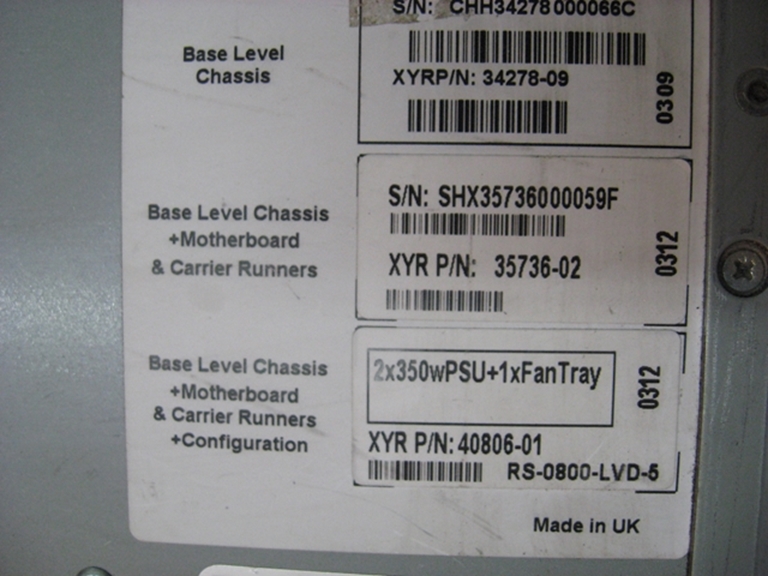 S/N: CHH34278000066C
Base Level
Chassis
XYRP/N: 34278-09
0309
S/N: SHX35736000059F
Base Level Chassis
+Motherboard
& Carrier Runners
XYR P/N: 35736-02
0312
Base Level Chassis
+Motherboard
& Carrier Runners
+Configuration
2x350wPSU+1xFanTray
0312
XYR P/N: 40806-01
RS-0800-LVD-5
Made in UK